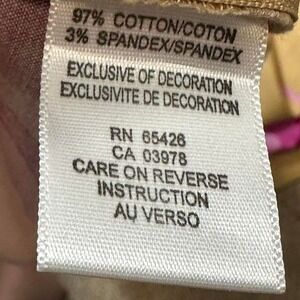 97% COTTON/COTON
3% SPANDEX/SPANDEX
EXCLUSIVE OF DECORATION
EXCLUSIVITE DE DECORATION
RN 65426
CA 03978
CARE ON REVERSE
INSTRUCTION
AU VERSO